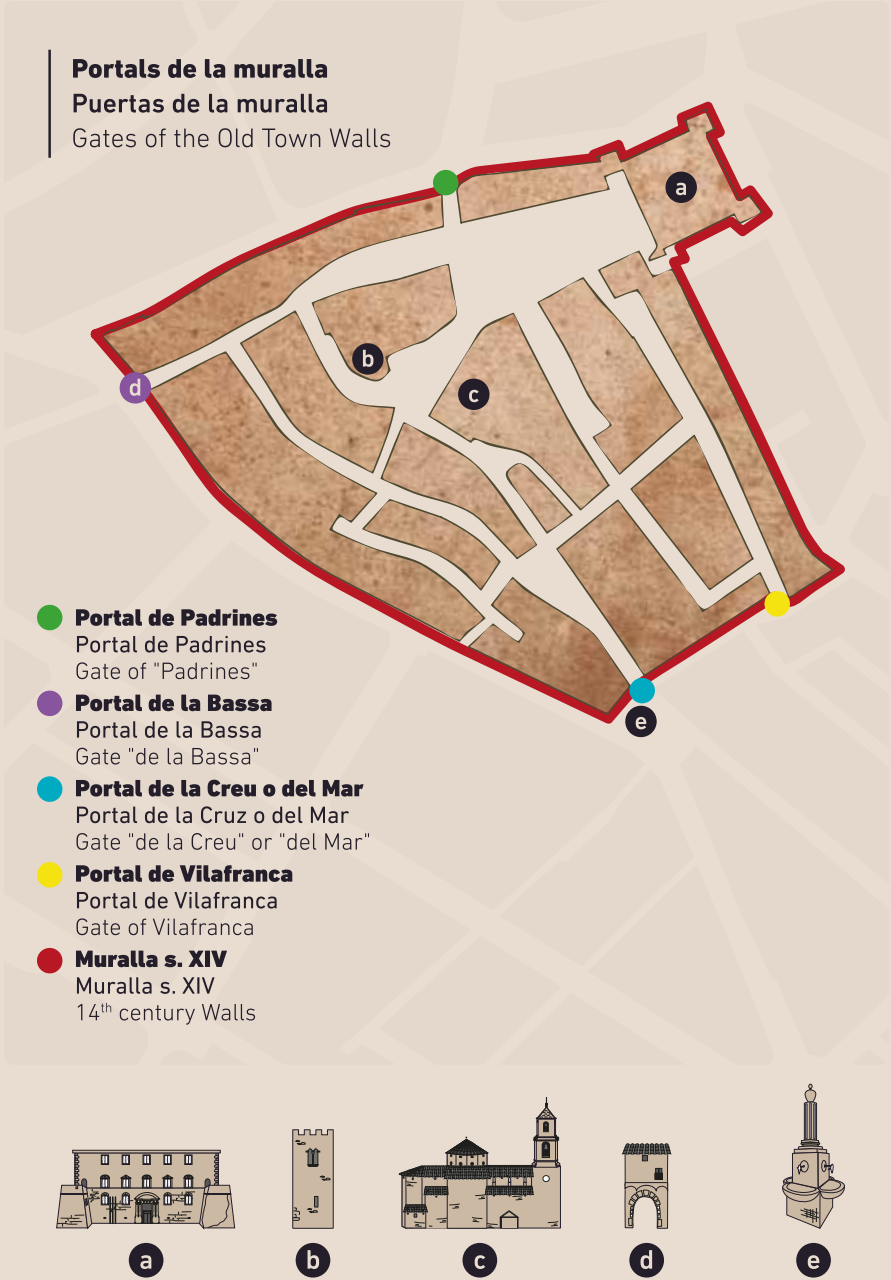 Portals de la muralla
Puertas de la muralla
Gates of the Old Town Walls
a
b
c
d
e
Portal de Padrines
Portal de Padrines
Gate of "Padrines"
Portal de la Bassa
Portal de la Bassa
Gate "de la Bassa"
Portal de la Creu o del Mar
Portal de la Cruz o del Mar
Gate "de la Creu" or "del Mar"
Portal de Vilafranca
Portal de Vilafranca
Gate of Vilafranca
Muralla s. XIV
Muralla s. XIV
14th century Walls
a b c d e